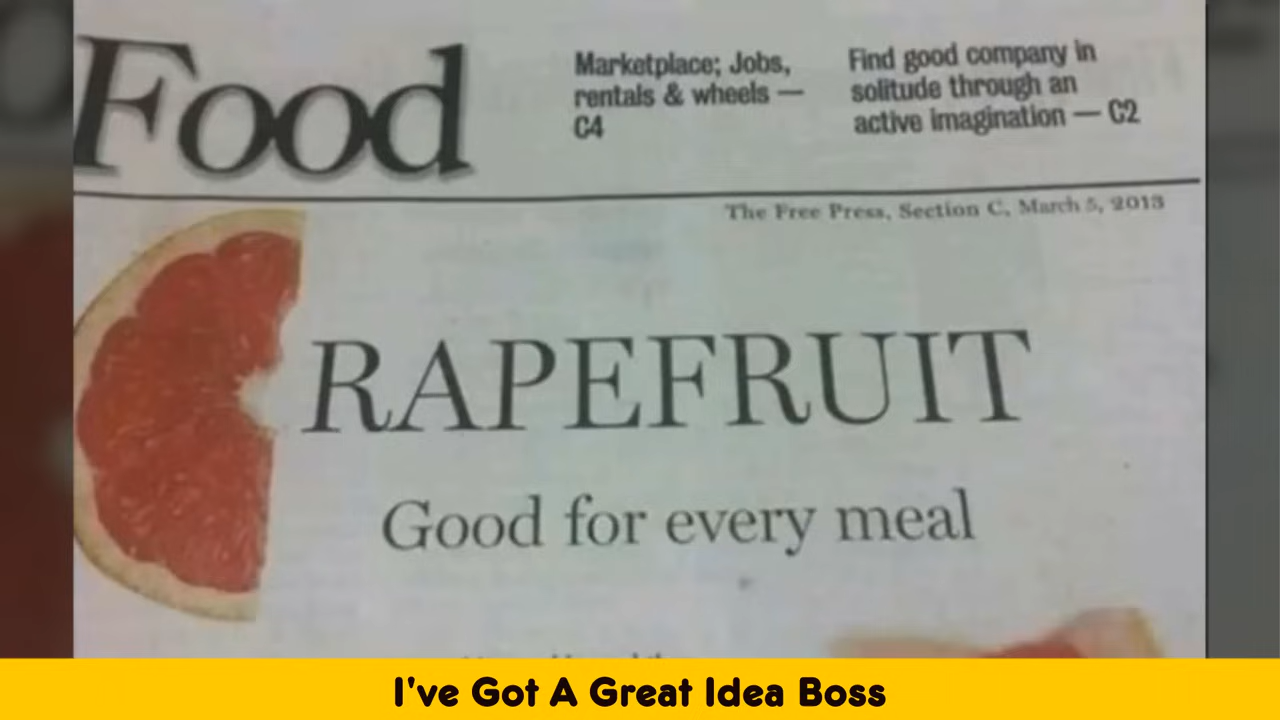 Food
Marketplace; Jobs,
rentals & wheels —
C4
Find good company in
solitude through an
active imagination — C2
The Free Press, Section C, March 5, 2013
RAPEFRUIT
Good for every meal
I've Got A Great Idea Boss